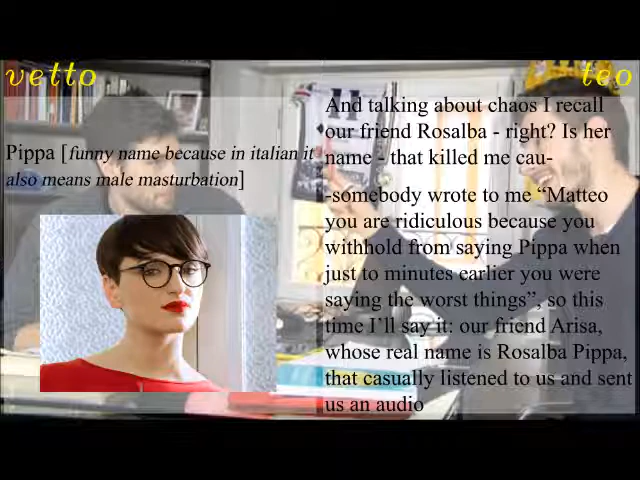 vetto
teo
Pippa [funny name because in italian it
also means male masturbation]
And talking about chaos I recall
our friend Rosalba - right? Is her
name - that killed me cau-
-somebody wrote to me “Matteo
you are ridiculous because you
withhold from saying Pippa when
just to minutes earlier you were
saying the worst things”, so this
time I’ll say it: our friend Arisa,
whose real name is Rosalba Pippa,
that casually listened to us and sent
us an audio